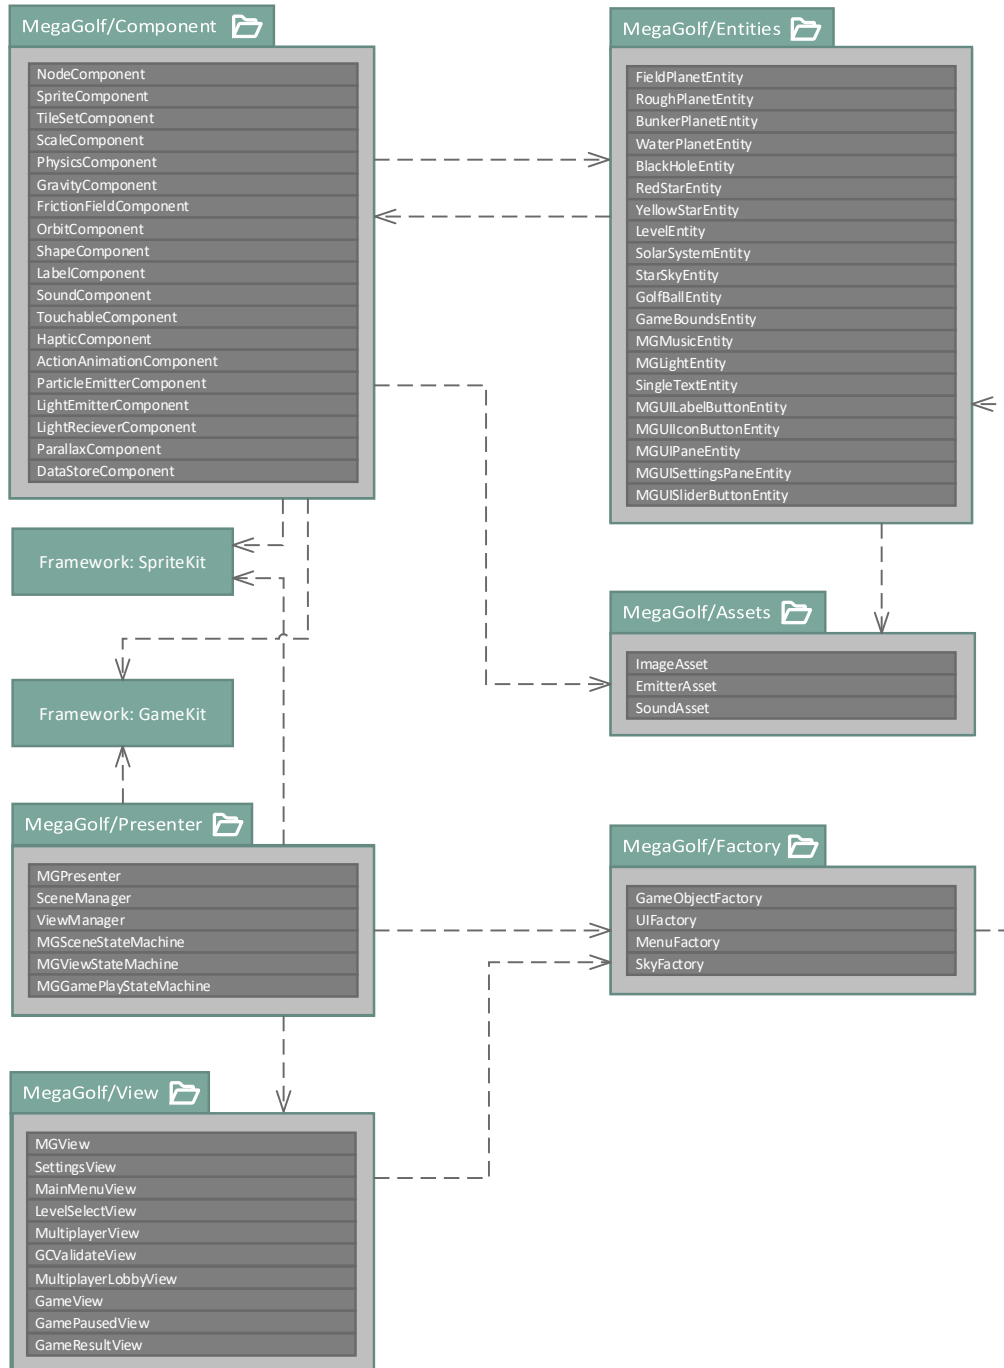 MegaGolf/Component
NodeComponent
SpriteComponent
TileSetComponent
ScaleComponent
PhysicsComponent
GravityComponent
FrictionFieldComponent
OrbitComponent
ShapeComponent
LabelComponent
SoundComponent
TouchableComponent
HapticComponent
ActionAnimationComponent
ParticleEmitterComponent
LightEmitterComponent
LightRecieverComponent
ParallaxComponent
DataStoreComponent
MegaGolf/Entities
FieldPlanetEntity
RoughPlanetEntity
BunkerPlanetEntity
WaterPlanetEntity
BlackHoleEntity
RedStarEntity
YellowStarEntity
LevelEntity
SolarSystemEntity
StarSkyEntity
GolfBallEntity
GameBoundsEntity
MGMusicEntity
MGLightEntity
SingleTextEntity
MGUILabelButtonEntity
MGUIIconButtonEntity
MGUIPaneEntity
MGUISettingsPaneEntity
MGUISliderButtonEntity
Framework: SpriteKit
Framework: GameKit
MegaGolf/Assets
ImageAsset
EmitterAsset
SoundAsset
MegaGolf/Presenter
MGPresenter
SceneManager
ViewManager
MGSceneStateMachine
MGViewStateMachine
MGGamePlayStateMachine
MegaGolf/Factory
GameObjectFactory
UIFactory
MenuFactory
SkyFactory
MegaGolf/View
MGView
SettingsView
MainMenuView
LevelSelectView
MultiplayerView
GCValidateView
MultiplayerLobbyView
GameView
GamePausedView
GameResultView